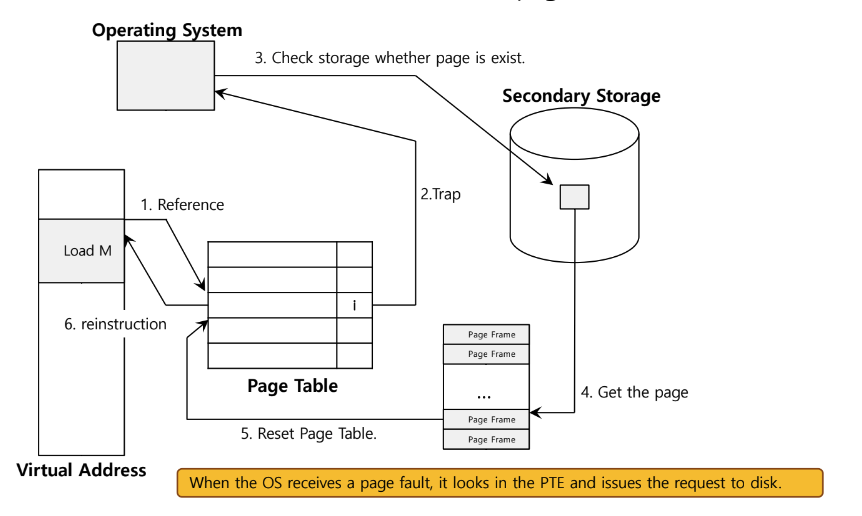 Operating System
3. Check storage whether page is exist.
Secondary Storage
2.Trap
1. Reference
Load M
i
6. reinstruction
Page Frame
Page Frame
...
Page Frame
Page Frame
4. Get the page
Page Table
5. Reset Page Table.
Virtual Address
When the OS receives a page fault, it looks in the PTE and issues the request to disk.